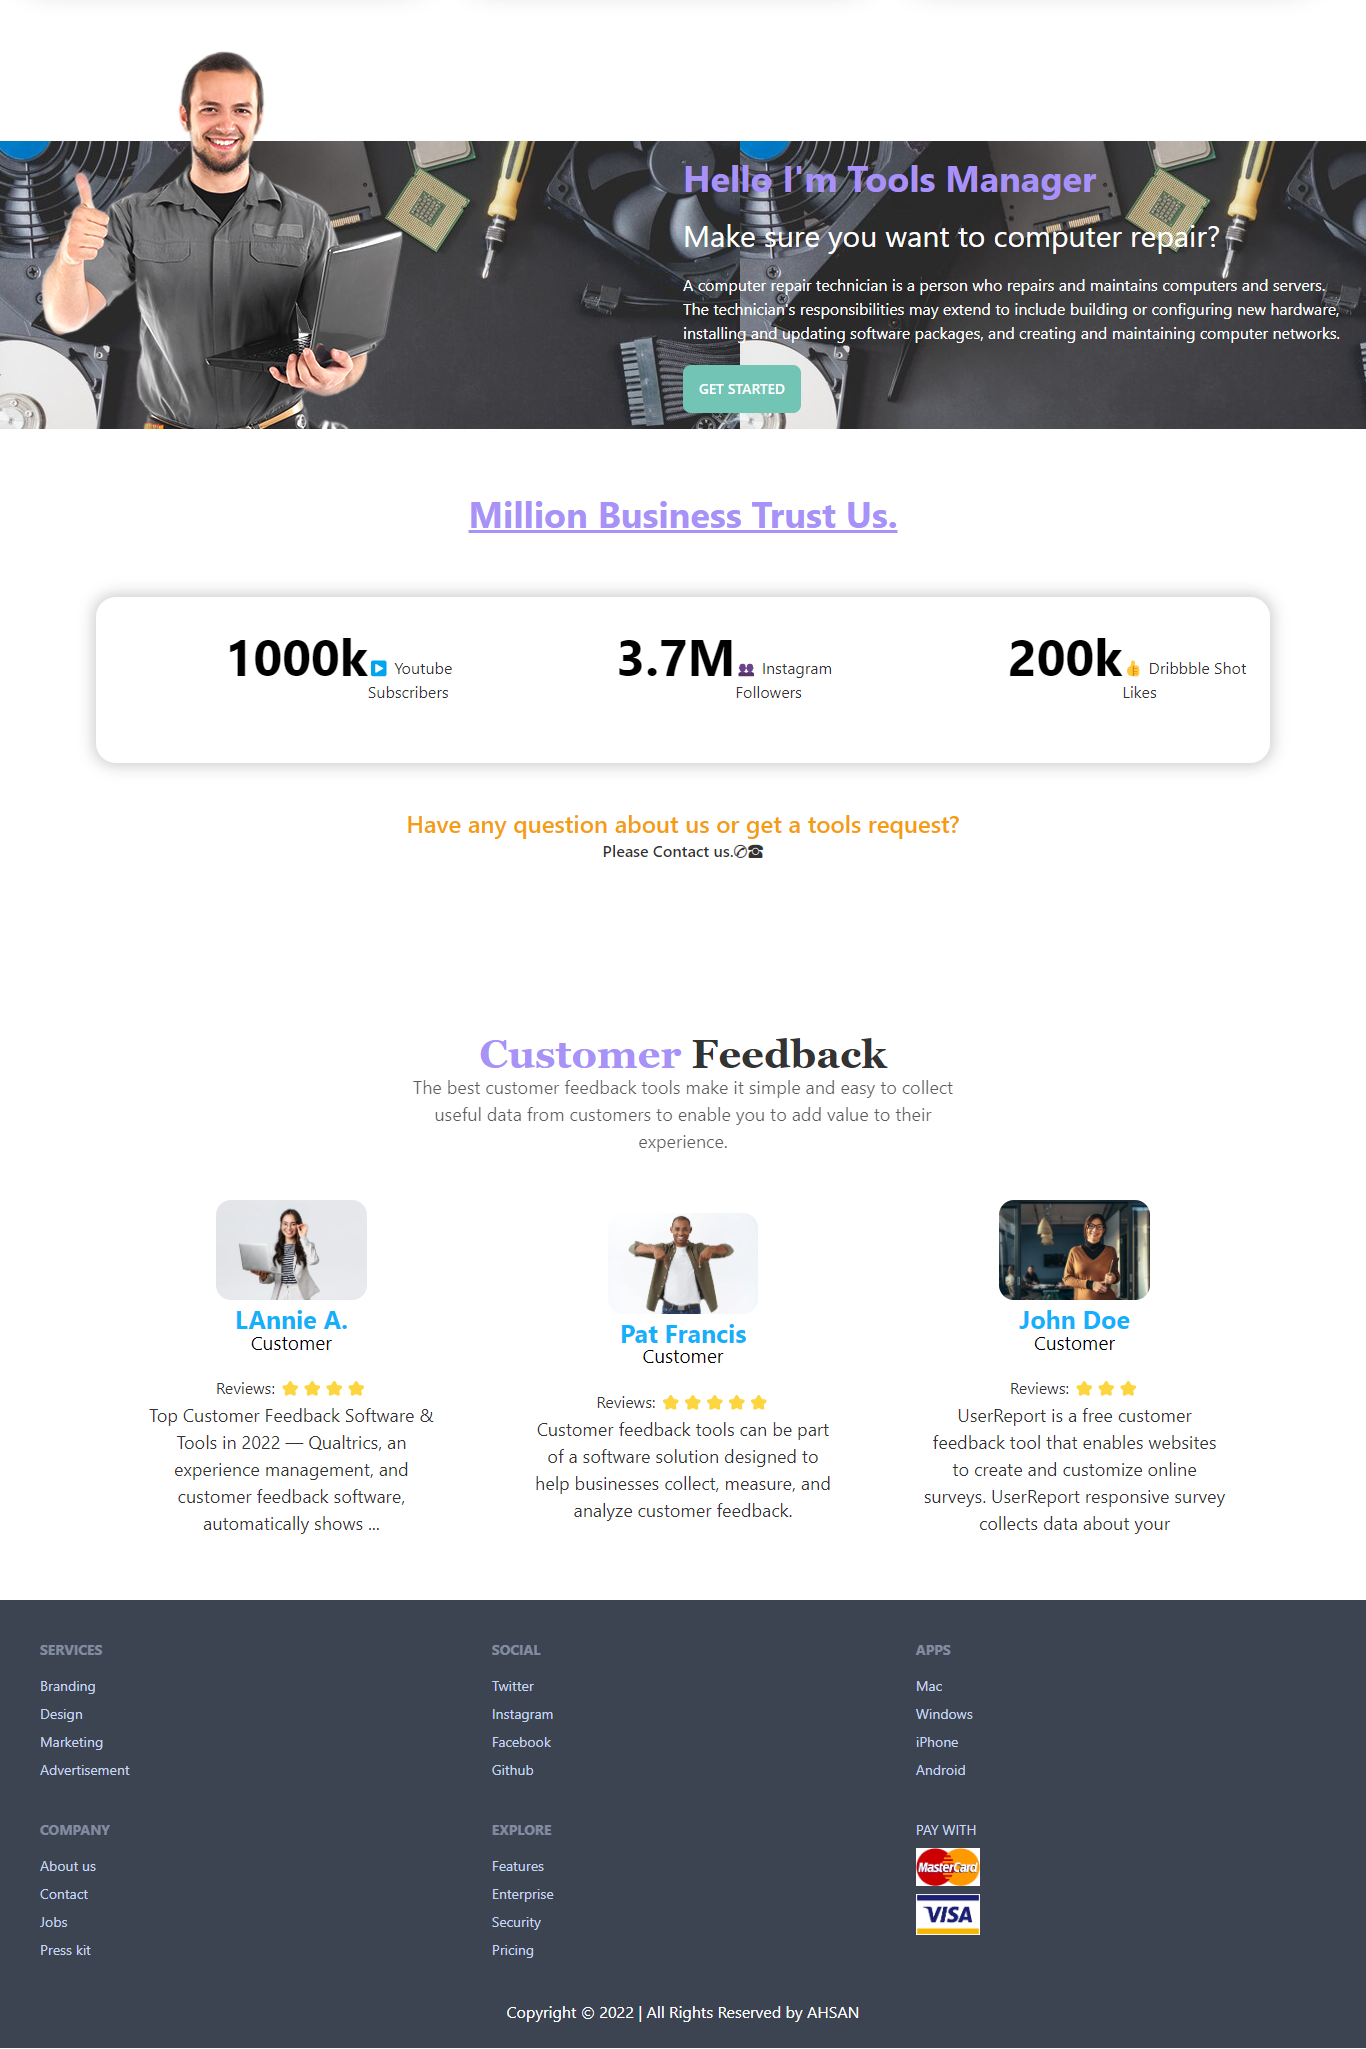 Hello I'm Tools Manager
Make sure you want to computer repair?
A computer repair technician is a person who repairs and maintains computers and servers.
The technician's responsibilities may extend to include building or configuring new hardware,
installing and updating software packages, and creating and maintaining computer networks.
GET STARTED
Million Business Trust Us.
1000k▶️ Youtube
Subscribers
3.7M👥 Instagram
Followers
200k👍 Dribbble Shot
Likes
Have any question about us or get a tools request?
Please Contact us.✆☎
Customer Feedback
The best customer feedback tools make it simple and easy to collect
useful data from customers to enable you to add value to their
experience.
LAnnie A.
Customer
Reviews: ⭐ ⭐ ⭐ ⭐
Top Customer Feedback Software &
Tools in 2022 — Qualtrics, an
experience management, and
customer feedback software,
automatically shows ...
Pat Francis
Customer
Reviews: ⭐ ⭐ ⭐ ⭐ ⭐
Customer feedback tools can be part
of a software solution designed to
help businesses collect, measure, and
analyze customer feedback.
John Doe
Customer
Reviews: ⭐ ⭐ ⭐
UserReport is a free customer
feedback tool that enables websites
to create and customize online
surveys. UserReport responsive survey
collects data about your
SERVICES
Branding
Design
Marketing
Advertisement
SOCIAL
Twitter
Instagram
Facebook
Github
APPS
Mac
Windows
iPhone
Android
COMPANY
About us
Contact
Jobs
Press kit
EXPLORE
Features
Enterprise
Security
Pricing
PAY WITH
MasterCard
VISA
Copyright © 2022 | All Rights Reserved by AHSAN